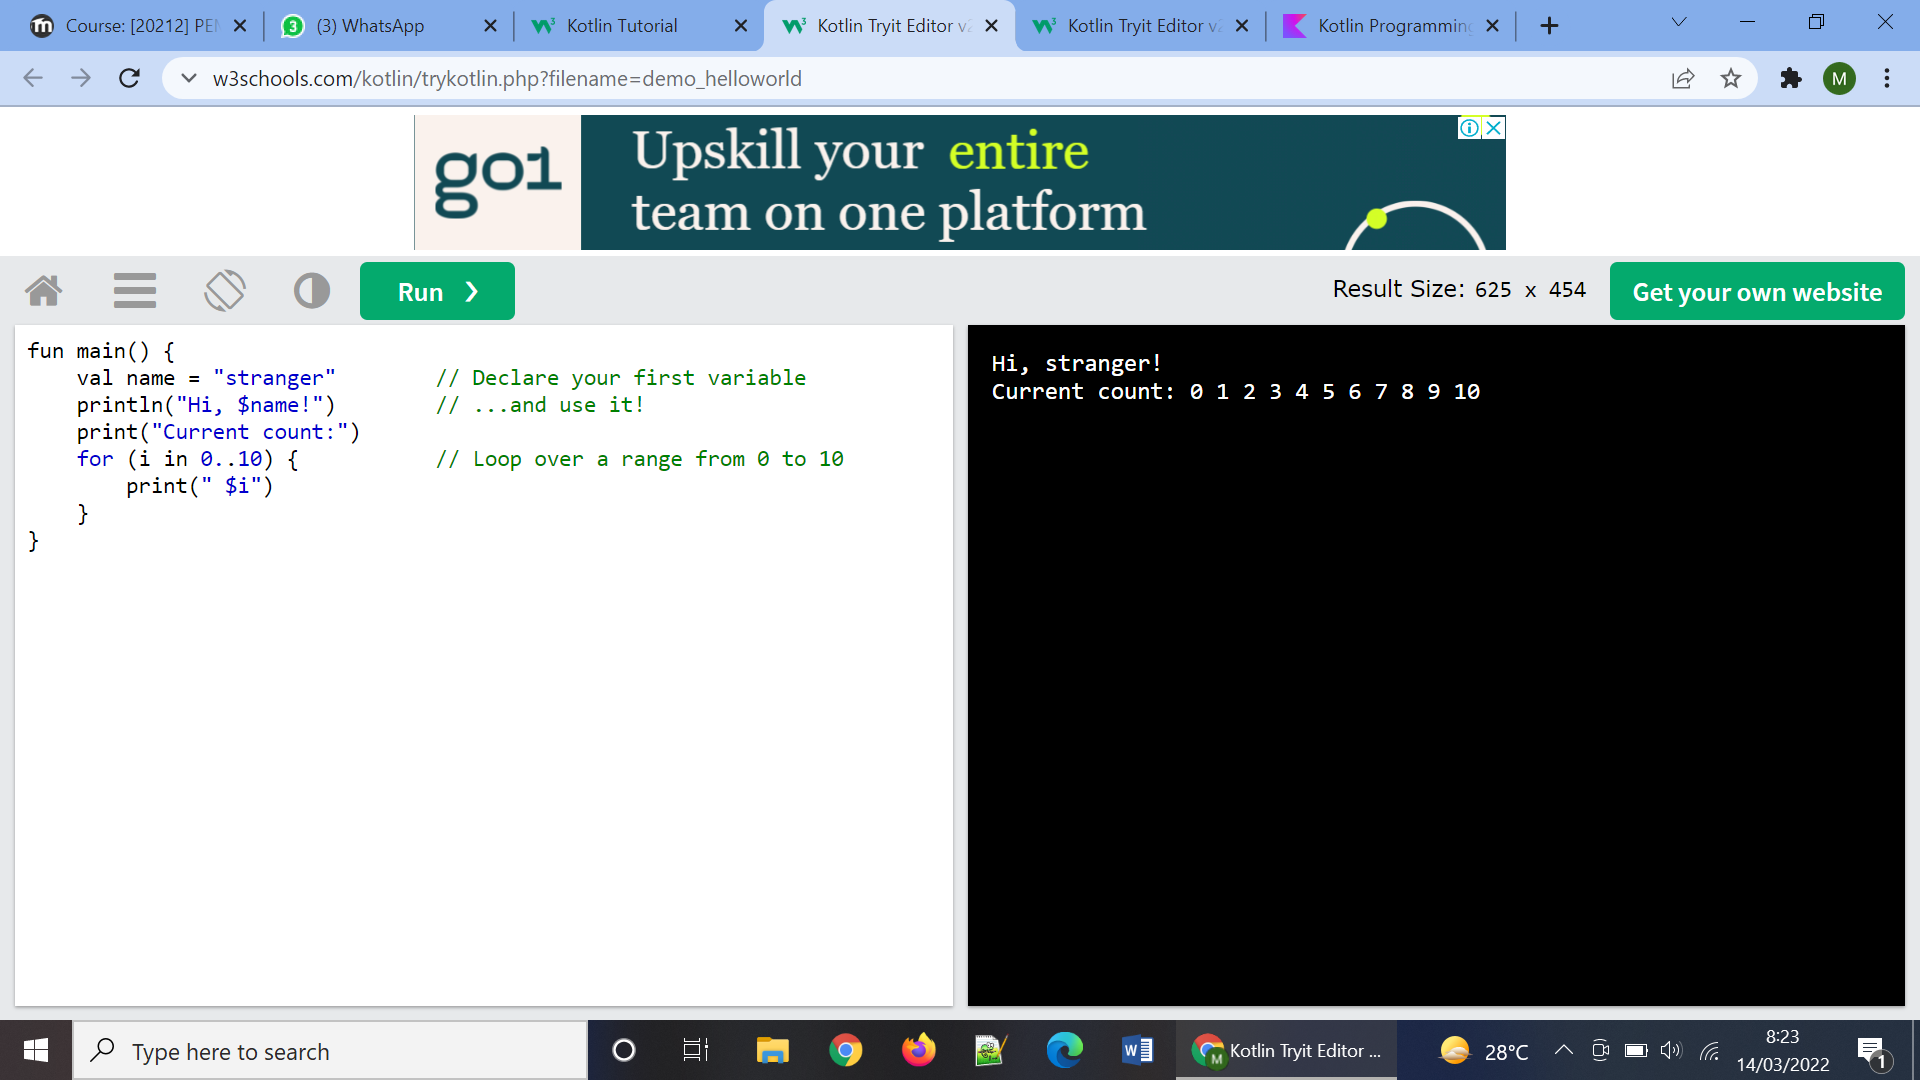 Course: [20212] PEM
3
(3) WhatsApp
Kotlin Tutorial
Kotlin Tryit Editor v2
Kotlin Tryit Editor v2
Kotlin Programming
w3schools.com/kotlin/trykotlin.php?filename=demo_helloworld
M
go1
Upskill your entire
team on one platform
Run ❯
Result Size: 625 x 454
Get your own website
fun main() {
val name = "stranger" // Declare your first variable
println("Hi, $name!") // ...and use it!
print("Current count:")
for (i in 0..10) { // Loop over a range from 0 to 10
print(" $i")
}
}
Hi, stranger!
Current count: 0 1 2 3 4 5 6 7 8 9 10
Type here to search
M
Kotlin Tryit Editor ...
28°C
8:23
14/03/2022
1